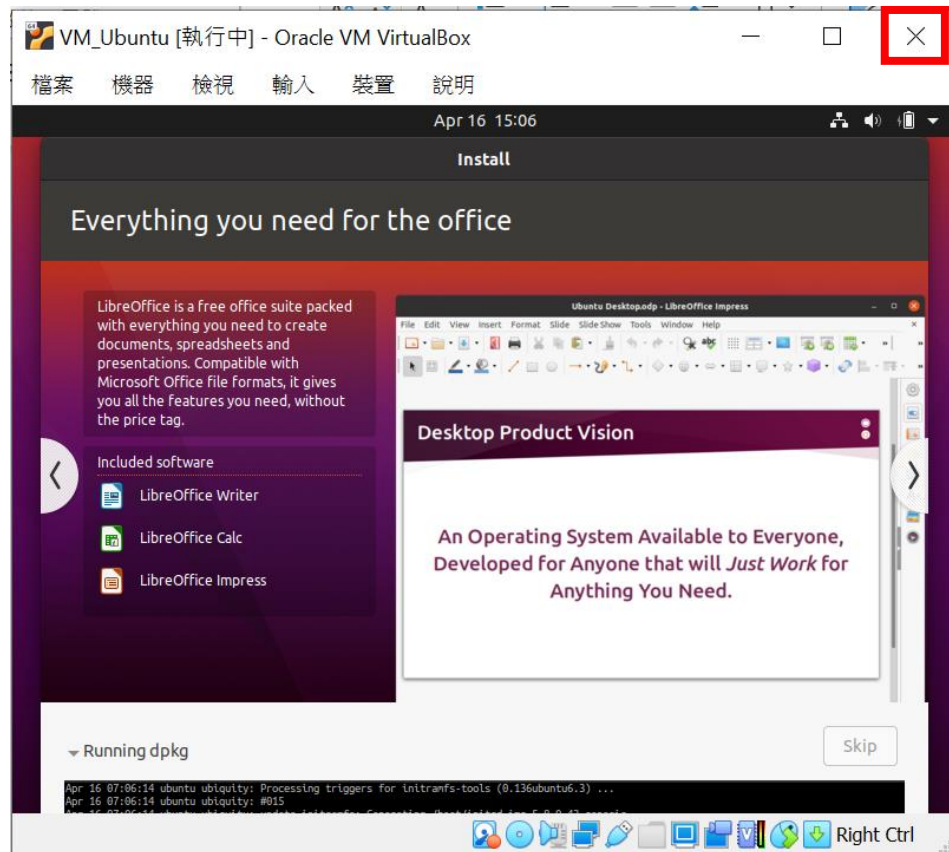 VM_Ubuntu [執行中] - Oracle VM VirtualBox
檔案 機器 檢視 輸入 裝置 說明
Apr 16 15:06
Install
Everything you need for the office
LibreOffice is a free office suite packed
with everything you need to create
documents, spreadsheets and
presentations. Compatible with
Microsoft Office file formats, it gives
you all the features you need, without
the price tag.
Included software
LibreOffice Writer
LibreOffice Calc
LibreOffice Impress
Ubuntu Desktop.odp - LibreOffice Impress
File Edit View Insert Format Slide Slide Show Tools Window Help
Desktop Product Vision
An Operating System Available to Everyone,
Developed for Anyone that will Just Work for
Anything You Need.
Running dpkg
Skip
Apr 16 07:06:14 ubuntu ubiquity: Processing triggers for initramfs-tools (0.136ubuntu6.3) ...
Apr 16 07:06:14 ubuntu ubiquity: #015
Right Ctrl